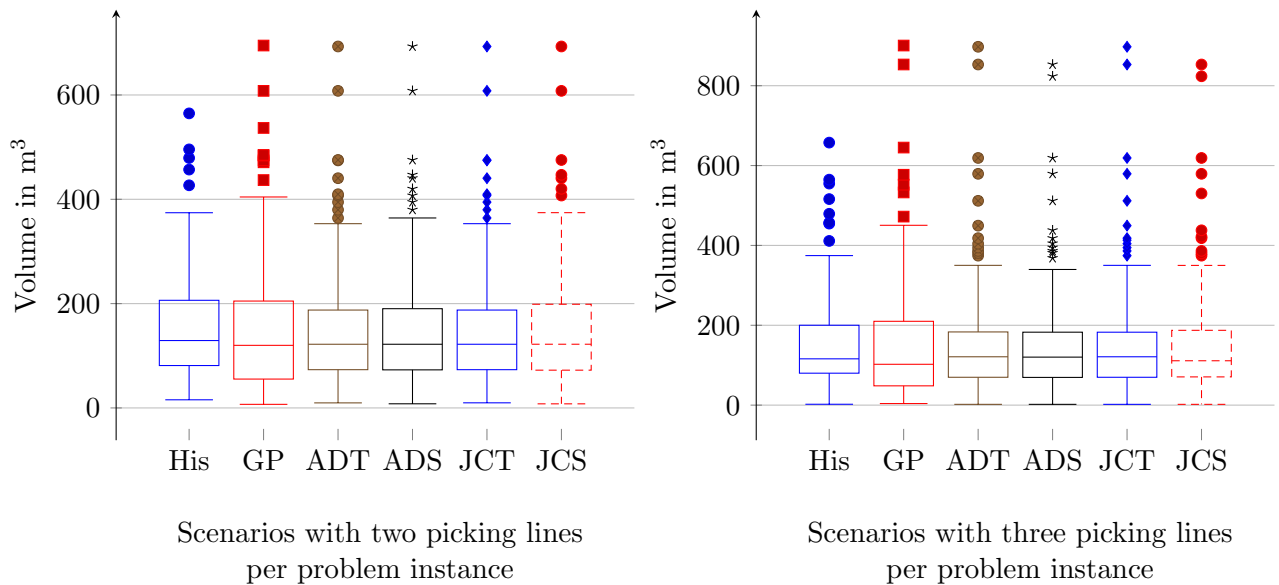 Volume in m³
600
400
200
0
His GP ADT ADS JCT JCS
Scenarios with two picking lines
per problem instance
Volume in m³
800
600
400
200
0
His GP ADT ADS JCT JCS
Scenarios with three picking lines
per problem instance